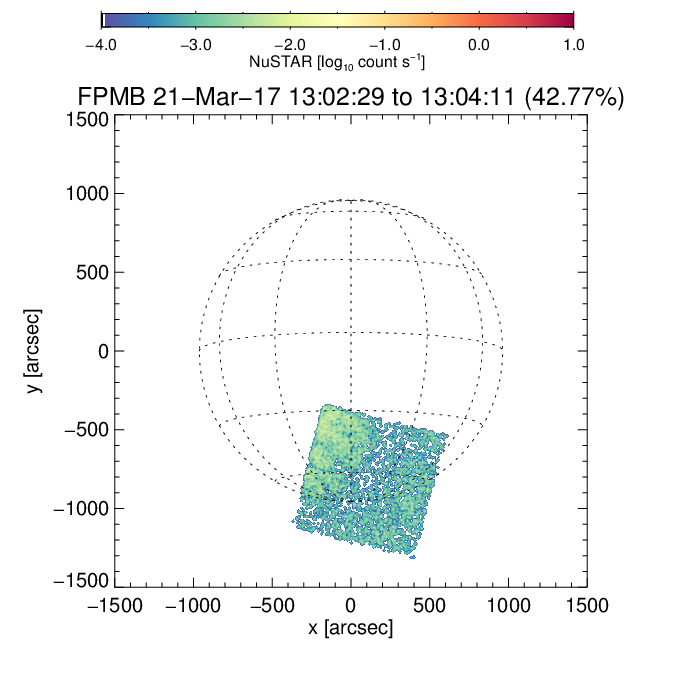 −4.0 −3.0 −2.0 −1.0 0.0 1.0
NuSTAR [log₁₀ count s⁻¹]
FPMB 21−Mar−17 13:02:29 to 13:04:11 (42.77%)
1500
1000
500
0
−500
−1000
−1500
y [arcsec]
−1500 −1000 −500 0 500 1000 1500
x [arcsec]